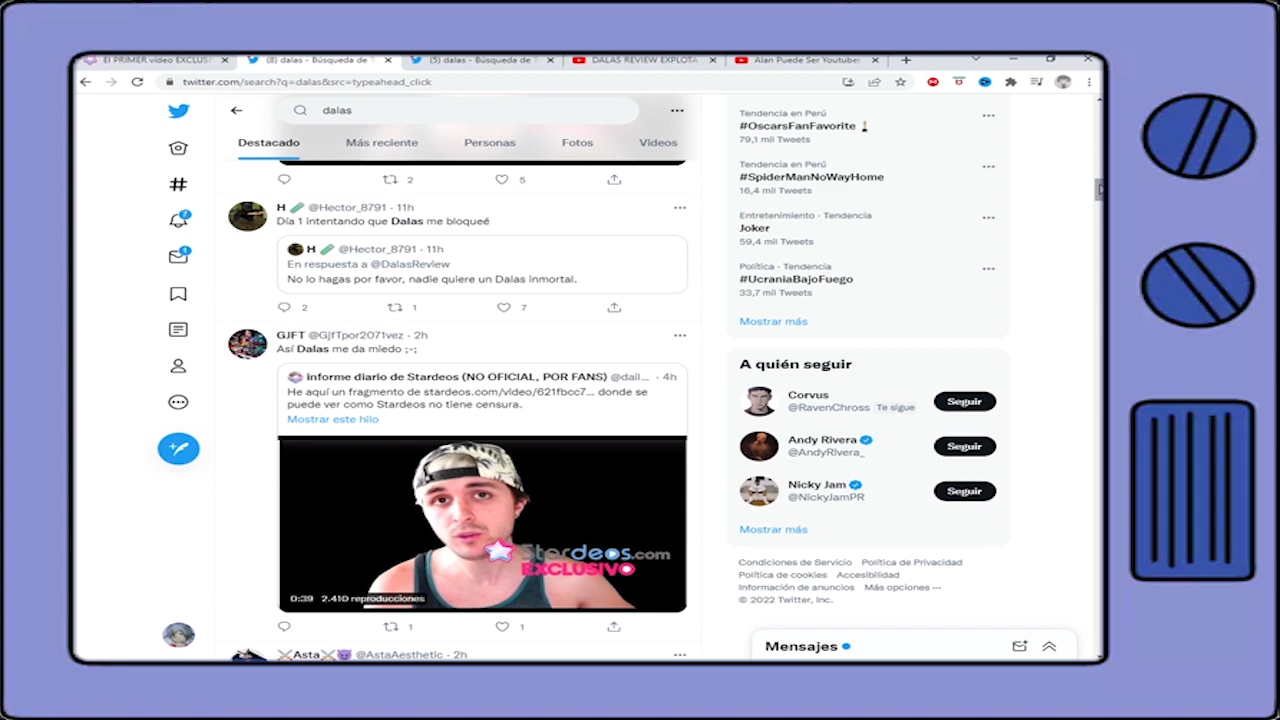 El PRIMER vídeo EXCLUS
(8) dalas - Búsqueda de T
(5) dalas - Búsqueda de T
DALAS REVIEW EXPLOTA
Alan Puede Ser Youtuber
twitter.com/search?q=dalas&src=typeahead_click
dalas
Destacado Más reciente Personas Fotos Videos
2 5
H @Hector_8791 · 11h
Día 1 Intentando que Dalas me bloqueé
H @Hector_8791 · 11h
En respuesta a @DalasReview
No lo hagas por favor, nadie quiere un Dalas inmortal.
2 1 7
GJFT @GjfTpor2071vez · 2h
Así Dalas me da miedo ;-;
informe diario de Stardeos (NO OFICIAL, POR FANS) @dail... · 4h
He aquí un fragmento de stardeos.com/video/621fbcc7... donde se
puede ver como Stardeos no tiene censura.
Mostrar este hilo
Stardeos.com
EXCLUSIVO
0:39 2.410 reproducciones
1 1
Asta @AstaAesthetic · 2h
7
1
Tendencia en Perú
#OscarsFanFavorite
79,1 mil Tweets
Tendencia en Perú
#SpiderManNoWayHome
16,4 mil Tweets
Entretenimiento · Tendencia
Joker
59,4 mil Tweets
Política · Tendencia
#UcraniaBajoFuego
33,7 mil Tweets
Mostrar más
A quién seguir
Corvus
@RavenChross Te sigue
Seguir
Andy Rivera
@AndyRivera_
Seguir
Nicky Jam
@NickyJamPR
Seguir
Mostrar más
Condiciones de Servicio Política de Privacidad
Política de cookies Accesibilidad
Información de anuncios Más opciones ···
© 2022 Twitter, Inc.
Mensajes